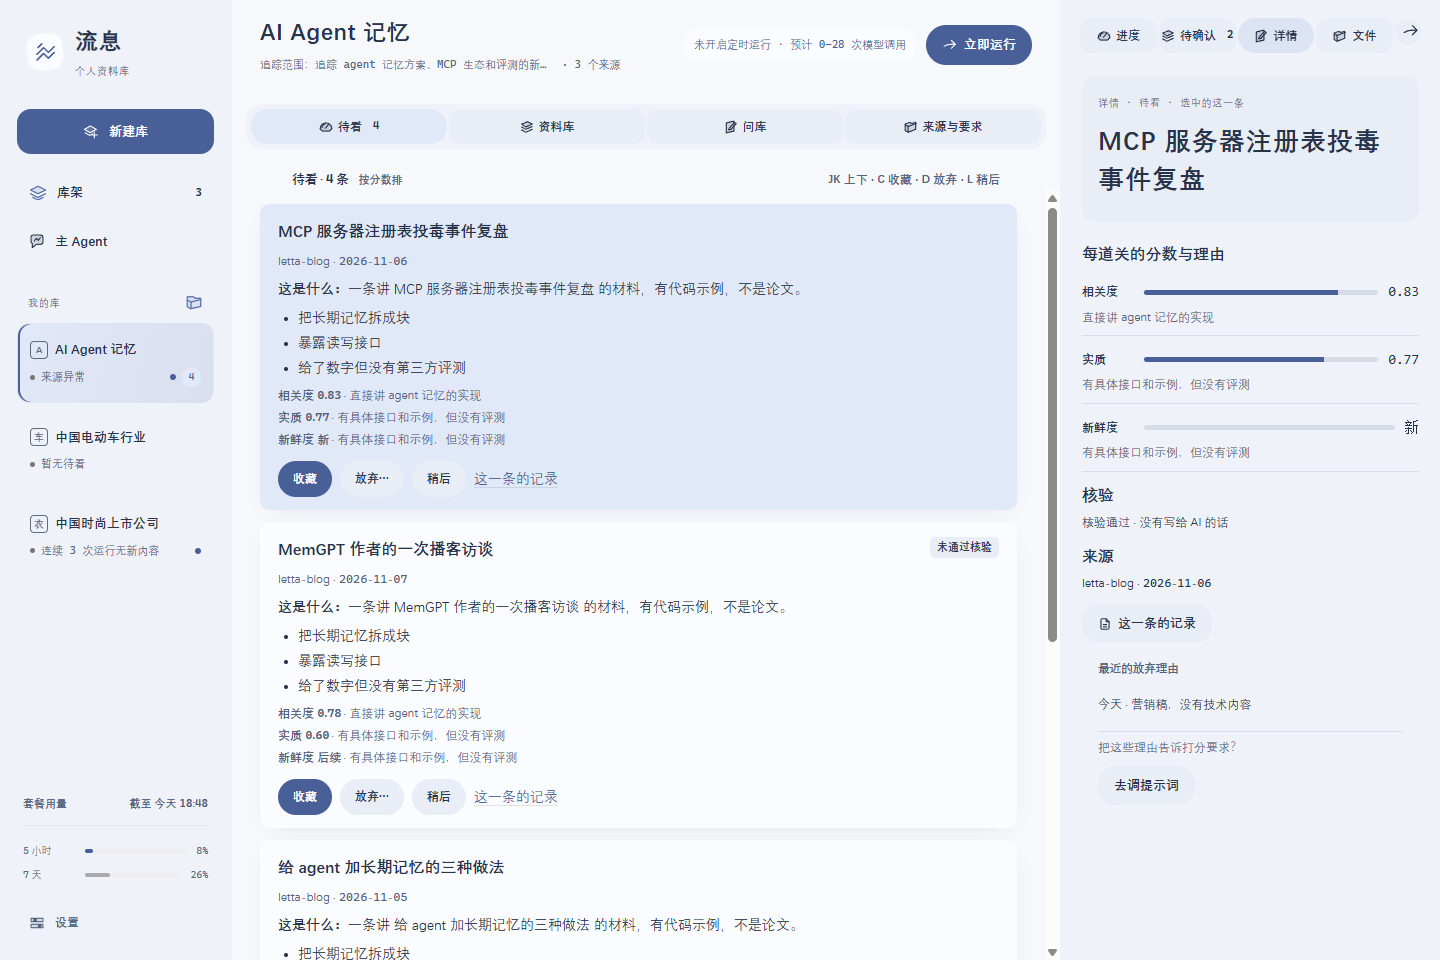 流息
个人资料库
新建库
库架 3
主 Agent
我的库
A AI Agent 记忆
来源异常 4
车 中国电动车行业
暂无待看
衣 中国时尚上市公司
连续 3 次运行无新内容
套餐用量 截至 今天 18:48
5 小时 8%
7 天 26%
设置
AI Agent 记忆
追踪范围：追踪 agent 记忆方案、MCP 生态和评测的新… · 3 个来源
未开启定时运行 · 预计 0–28 次模型调用
立即运行
待看 4
资料库
问库
来源与要求
待看 · 4 条 按分数排
JK 上下 · C 收藏 · D 放弃 · L 稍后
MCP 服务器注册表投毒事件复盘
letta-blog · 2026-11-06
这是什么：一条讲 MCP 服务器注册表投毒事件复盘 的材料，有代码示例，不是论文。
• 把长期记忆拆成块
• 暴露读写接口
• 给了数字但没有第三方评测
相关度 0.83 · 直接讲 agent 记忆的实现
实质 0.77 · 有具体接口和示例，但没有评测
新鲜度 新 · 有具体接口和示例，但没有评测
收藏 放弃… 稍后 这一条的记录
MemGPT 作者的一次播客访谈
未通过核验
letta-blog · 2026-11-07
这是什么：一条讲 MemGPT 作者的一次播客访谈 的材料，有代码示例，不是论文。
• 把长期记忆拆成块
• 暴露读写接口
• 给了数字但没有第三方评测
相关度 0.78 · 直接讲 agent 记忆的实现
实质 0.60 · 有具体接口和示例，但没有评测
新鲜度 后续 · 有具体接口和示例，但没有评测
收藏 放弃… 稍后 这一条的记录
给 agent 加长期记忆的三种做法
letta-blog · 2026-11-05
这是什么：一条讲 给 agent 加长期记忆的三种做法 的材料，有代码示例，不是论文。
• 把长期记忆拆成块
进度
待确认 2
详情
文件
详情 · 待看 · 选中的这一条
MCP 服务器注册表投毒
事件复盘
每道关的分数与理由
相关度 0.83
直接讲 agent 记忆的实现
实质 0.77
有具体接口和示例，但没有评测
新鲜度 新
有具体接口和示例，但没有评测
核验
核验通过 · 没有写给 AI 的话
来源
letta-blog · 2026-11-06
这一条的记录
最近的放弃理由
今天 · 营销稿，没有技术内容
把这些理由告诉打分要求？
去调提示词